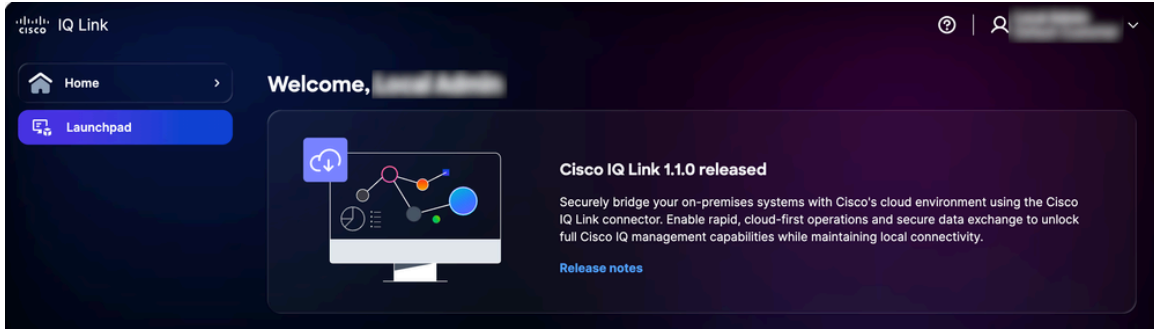 cisco IQ Link
Home
Launchpad
Welcome,
Cisco IQ Link 1.1.0 released
Securely bridge your on-premises systems with Cisco's cloud environment using the Cisco
IQ Link connector. Enable rapid, cloud-first operations and secure data exchange to unlock
full Cisco IQ management capabilities while maintaining local connectivity.
Release notes